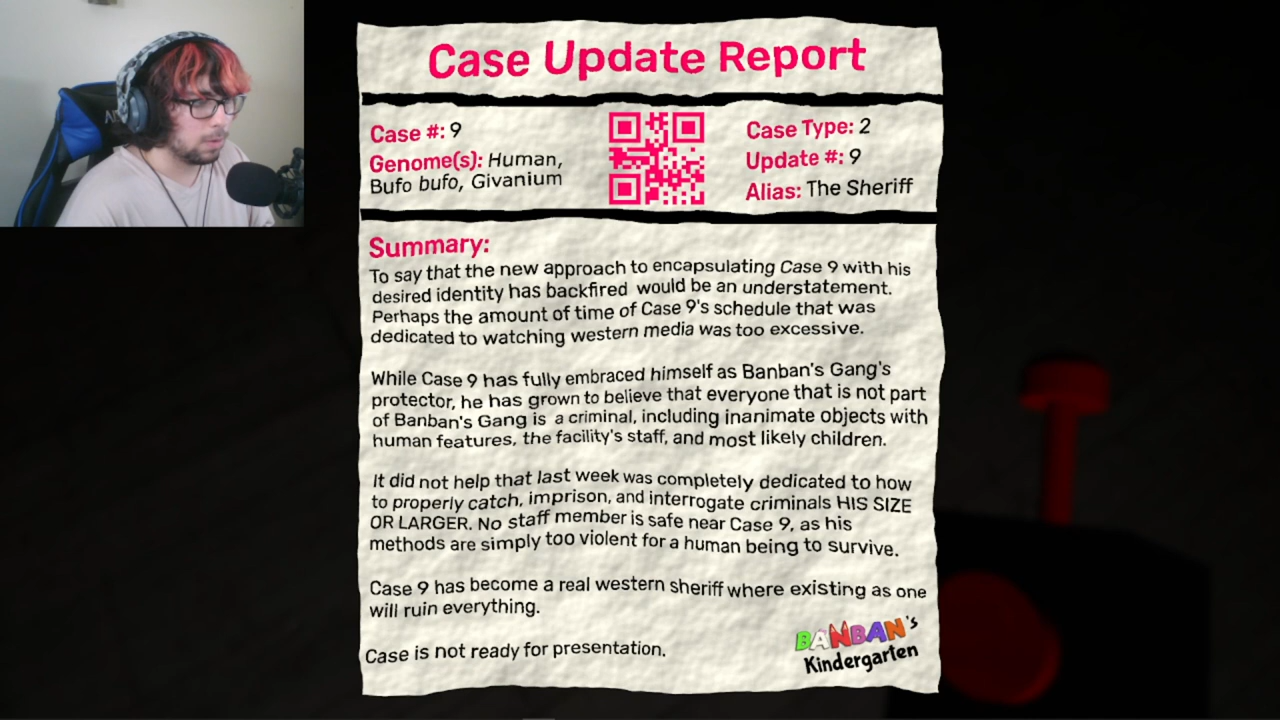 Case Update Report
Case #: 9
Genome(s): Human,
Bufo bufo, Givanium
Case Type: 2
Update #: 9
Alias: The Sheriff
Summary:
To say that the new approach to encapsulating Case 9 with his
desired identity has backfired would be an understatement.
Perhaps the amount of time of Case 9's schedule that was
dedicated to watching western media was too excessive.
While Case 9 has fully embraced himself as Banban's Gang's
protector, he has grown to believe that everyone that is not part
of Banban's Gang is a criminal, including inanimate objects with
human features, the facility's staff, and most likely children.
It did not help that last week was completely dedicated to how
to properly catch, imprison, and interrogate criminals HIS SIZE
OR LARGER. No staff member is safe near Case 9, as his
methods are simply too violent for a human being to survive.
Case 9 has become a real western sheriff where existing as one
will ruin everything.
Case is not ready for presentation.
BANBAN's
Kindergarten